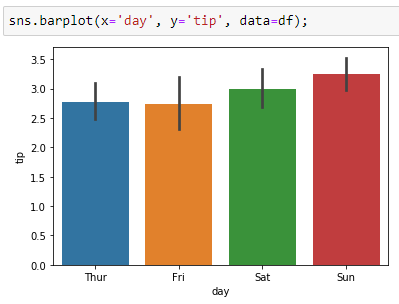 sns.barplot(x='day', y='tip', data=df);
3.5
3.0
2.5
2.0
1.5
1.0
0.5
0.0
tip
Thur Fri Sat Sun
day